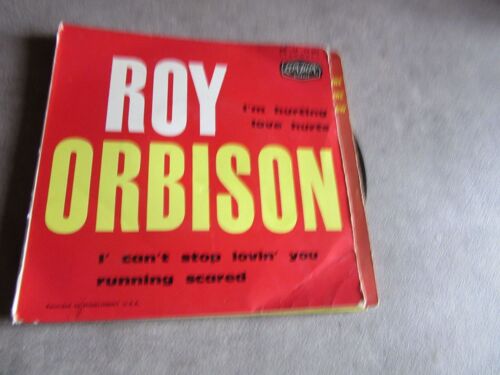 ROY
I'm hurting
love hurts
ORBISON
I' can't stop lovin' you
running scared